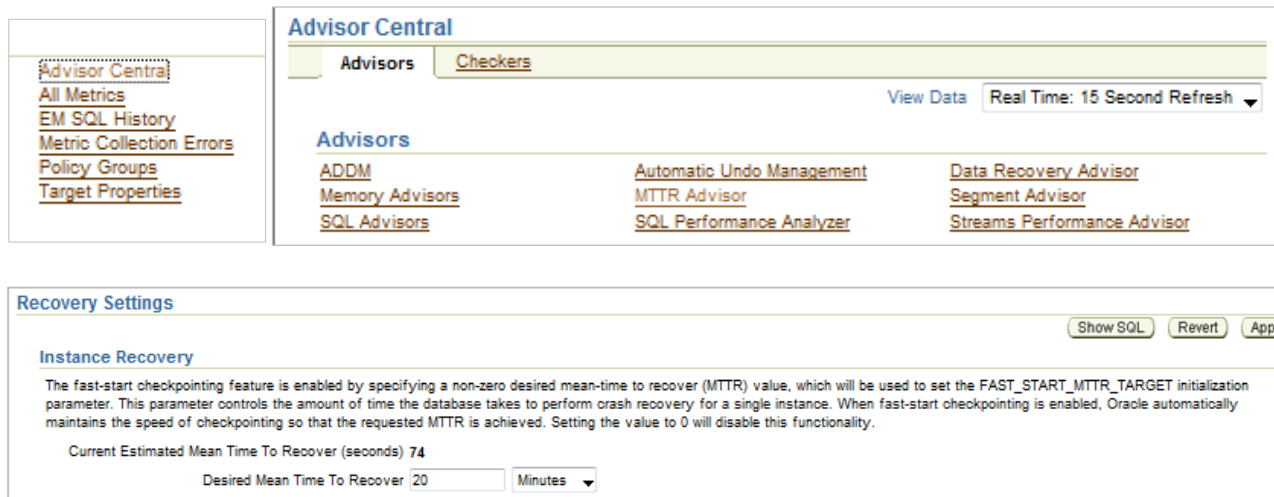 Advisor Central
All Metrics
EM SQL History
Metric Collection Errors
Policy Groups
Target Properties
Advisor Central
Advisors Checkers
View Data Real Time: 15 Second Refresh
Advisors
ADDM Automatic Undo Management Data Recovery Advisor
Memory Advisors MTTR Advisor Segment Advisor
SQL Advisors SQL Performance Analyzer Streams Performance Advisor
Recovery Settings
Show SQL Revert App
Instance Recovery
The fast-start checkpointing feature is enabled by specifying a non-zero desired mean-time to recover (MTTR) value, which will be used to set the FAST_START_MTTR_TARGET initialization
parameter. This parameter controls the amount of time the database takes to perform crash recovery for a single instance. When fast-start checkpointing is enabled, Oracle automatically
maintains the speed of checkpointing so that the requested MTTR is achieved. Setting the value to 0 will disable this functionality.
Current Estimated Mean Time To Recover (seconds) 74
Desired Mean Time To Recover 20 Minutes